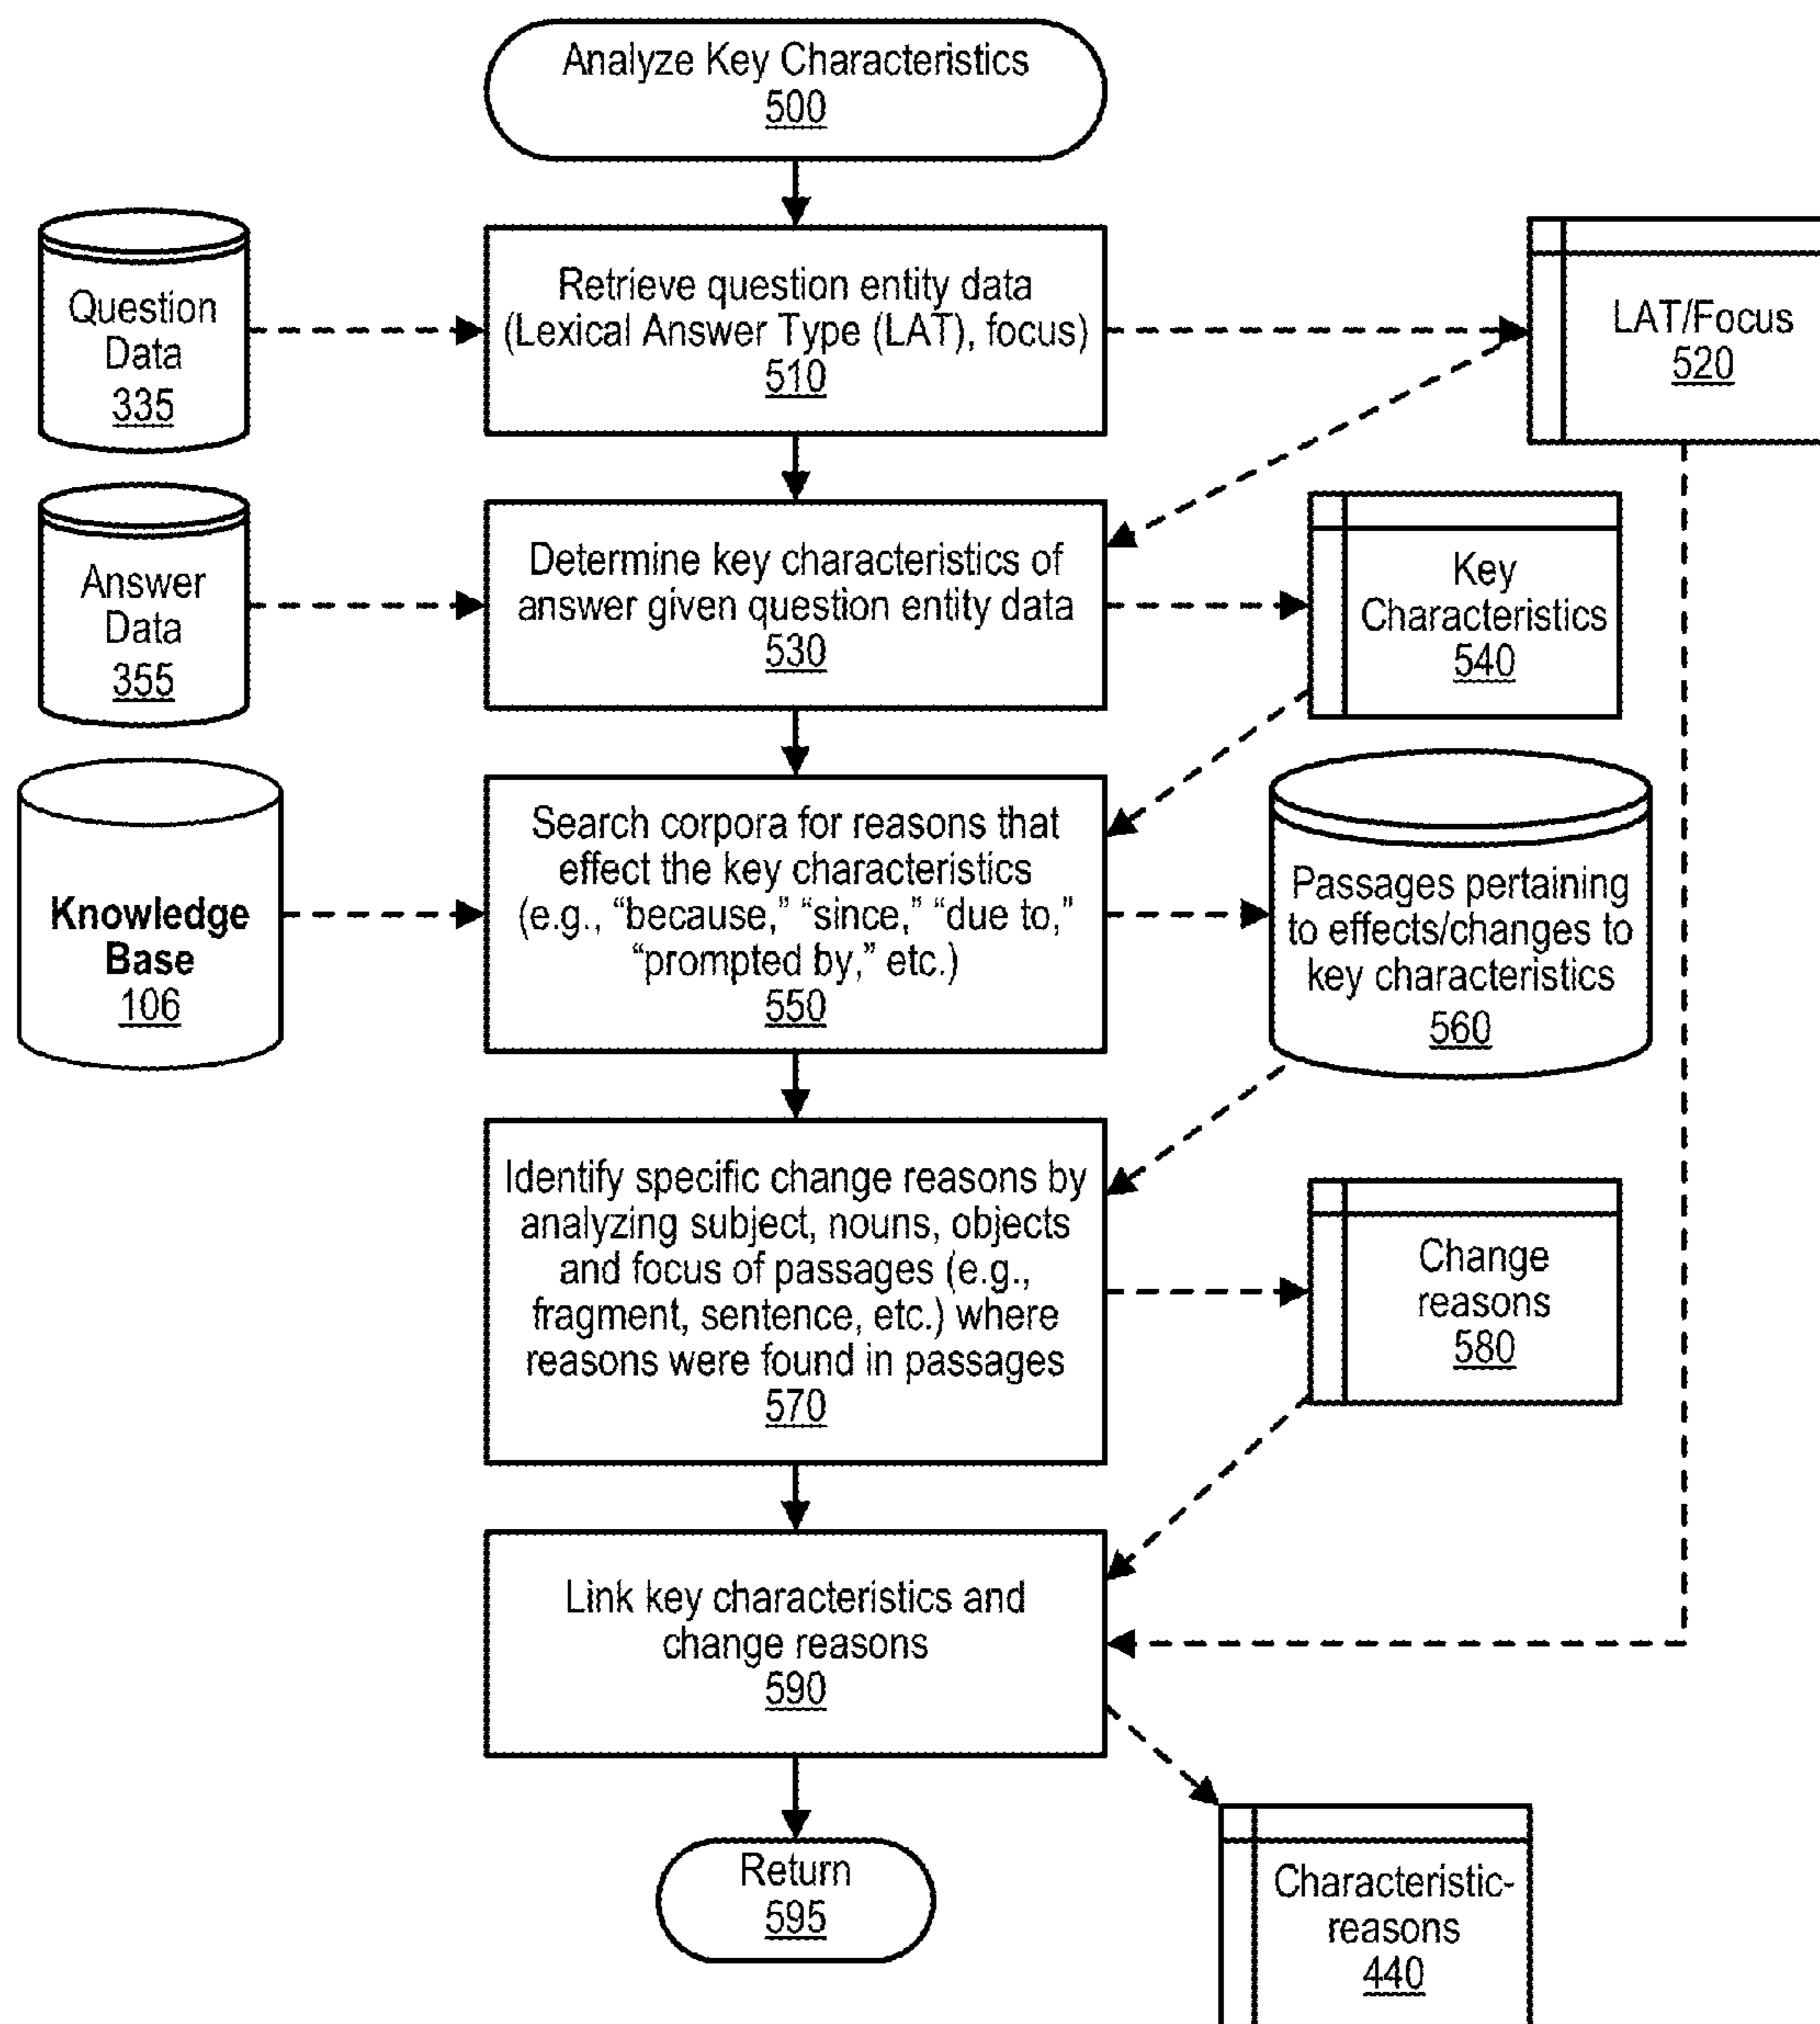 Analyze Key Characteristics
500
Question
Data
335
Retrieve question entity data
(Lexical Answer Type (LAT), focus)
510
LAT/Focus
520
Answer
Data
355
Determine key characteristics of
answer given question entity data
530
Key
Characteristics
540
Knowledge
Base
106
Search corpora for reasons that
effect the key characteristics
(e.g., “because,” “since,” “due to,”
“prompted by,” etc.)
550
Passages pertaining
to effects/changes to
key characteristics
560
Identify specific change reasons by
analyzing subject, nouns, objects
and focus of passages (e.g.,
fragment, sentence, etc.) where
reasons were found in passages
570
Change
reasons
580
Link key characteristics and
change reasons
590
Return
595
Characteristic-
reasons
440